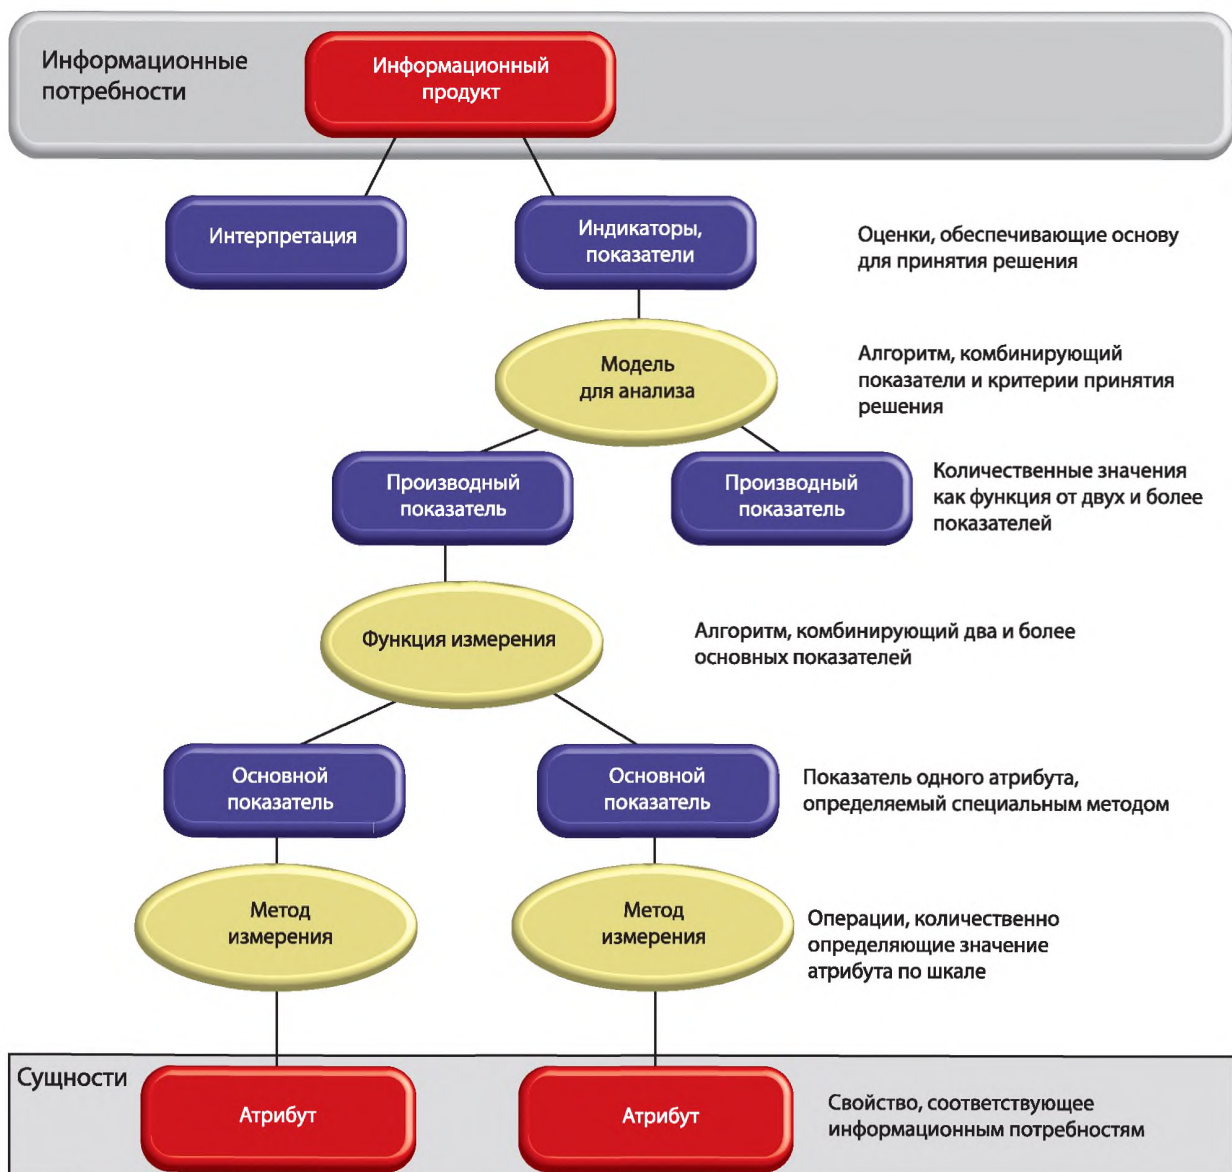 Информационные
потребности
Информационный
продукт
Интерпретация
Индикаторы,
показатели
Оценки, обеспечивающие основу
для принятия решения
Модель
для анализа
Алгоритм, комбинирующий
показатели и критерии принятия
решения
Производный
показатель
Производный
показатель
Количественные значения
как функция от двух и более
показателей
Функция измерения
Алгоритм, комбинирующий два и более
основных показателей
Основной
показатель
Основной
показатель
Показатель одного атрибута,
определяемый специальным методом
Метод
измерения
Метод
измерения
Операции, количественно
определяющие значение
атрибута по шкале
Сущности
Атрибут
Атрибут
Свойство, соответствующее
информационным потребностям